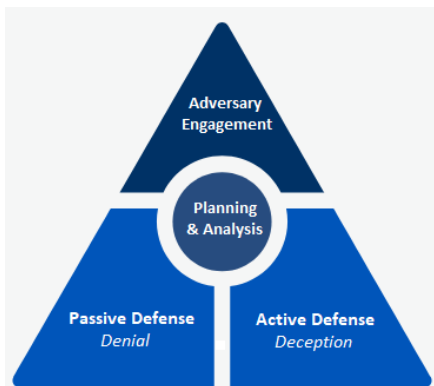 Adversary
Engagement
Planning
& Analysis
Passive Defense
Denial
Active Defense
Deception